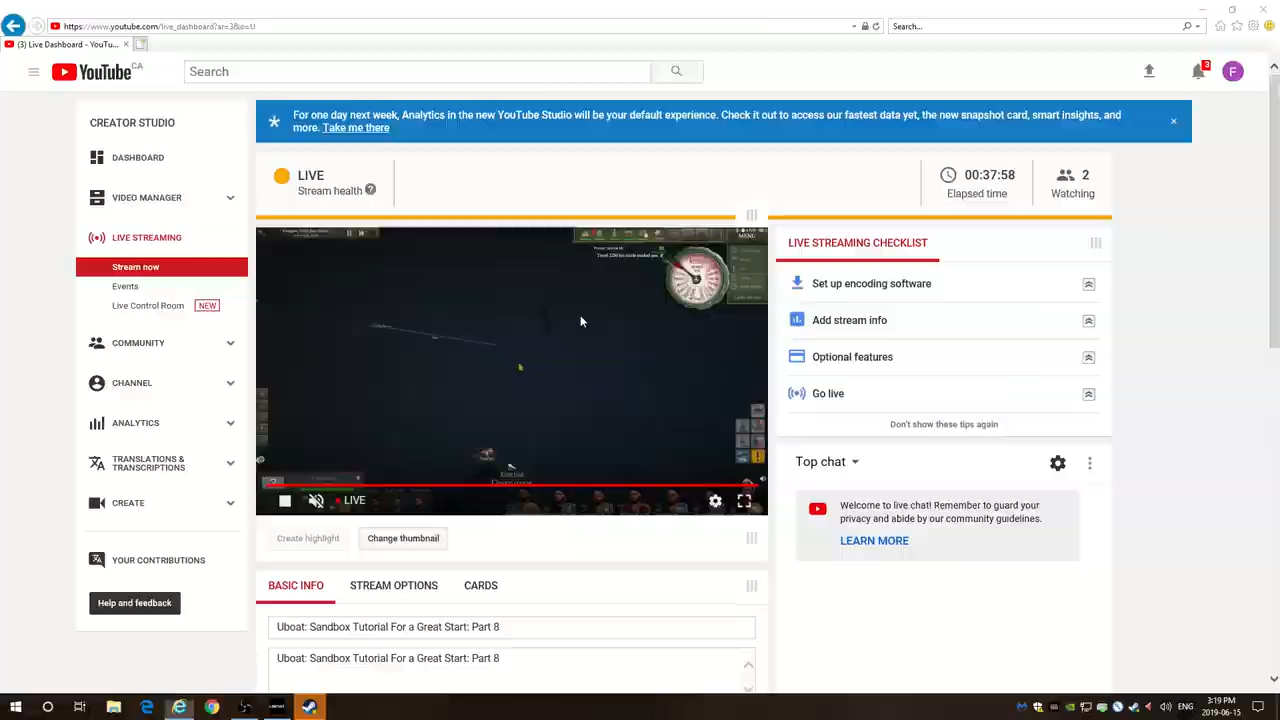 https://www.youtube.com/live_dashboard?ar=3&o=U
Search...
(3) Live Dashboard - YouTu...
YouTube CA
Search
3
F
CREATOR STUDIO
DASHBOARD
VIDEO MANAGER
LIVE STREAMING
Stream now
Events
Live Control Room NEW
COMMUNITY
CHANNEL
ANALYTICS
TRANSLATIONS &
TRANSCRIPTIONS
CREATE
YOUR CONTRIBUTIONS
Help and feedback
For one day next week, Analytics in the new YouTube Studio will be your default experience. Check it out to access our fastest data yet, the new snapshot card, smart insights, and
more. Take me there
LIVE
Stream health
00:37:58
Elapsed time
2
Watching
MENU
LIVE
Create highlight
Change thumbnail
BASIC INFO
STREAM OPTIONS
CARDS
Uboat: Sandbox Tutorial For a Great Start: Part 8
Uboat: Sandbox Tutorial For a Great Start: Part 8
LIVE STREAMING CHECKLIST
Set up encoding software
Add stream info
Optional features
Go live
Don't show these tips again
Top chat
Welcome to live chat! Remember to guard your
privacy and abide by our community guidelines.
LEARN MORE
ENG
3:19 PM
2019-06-15